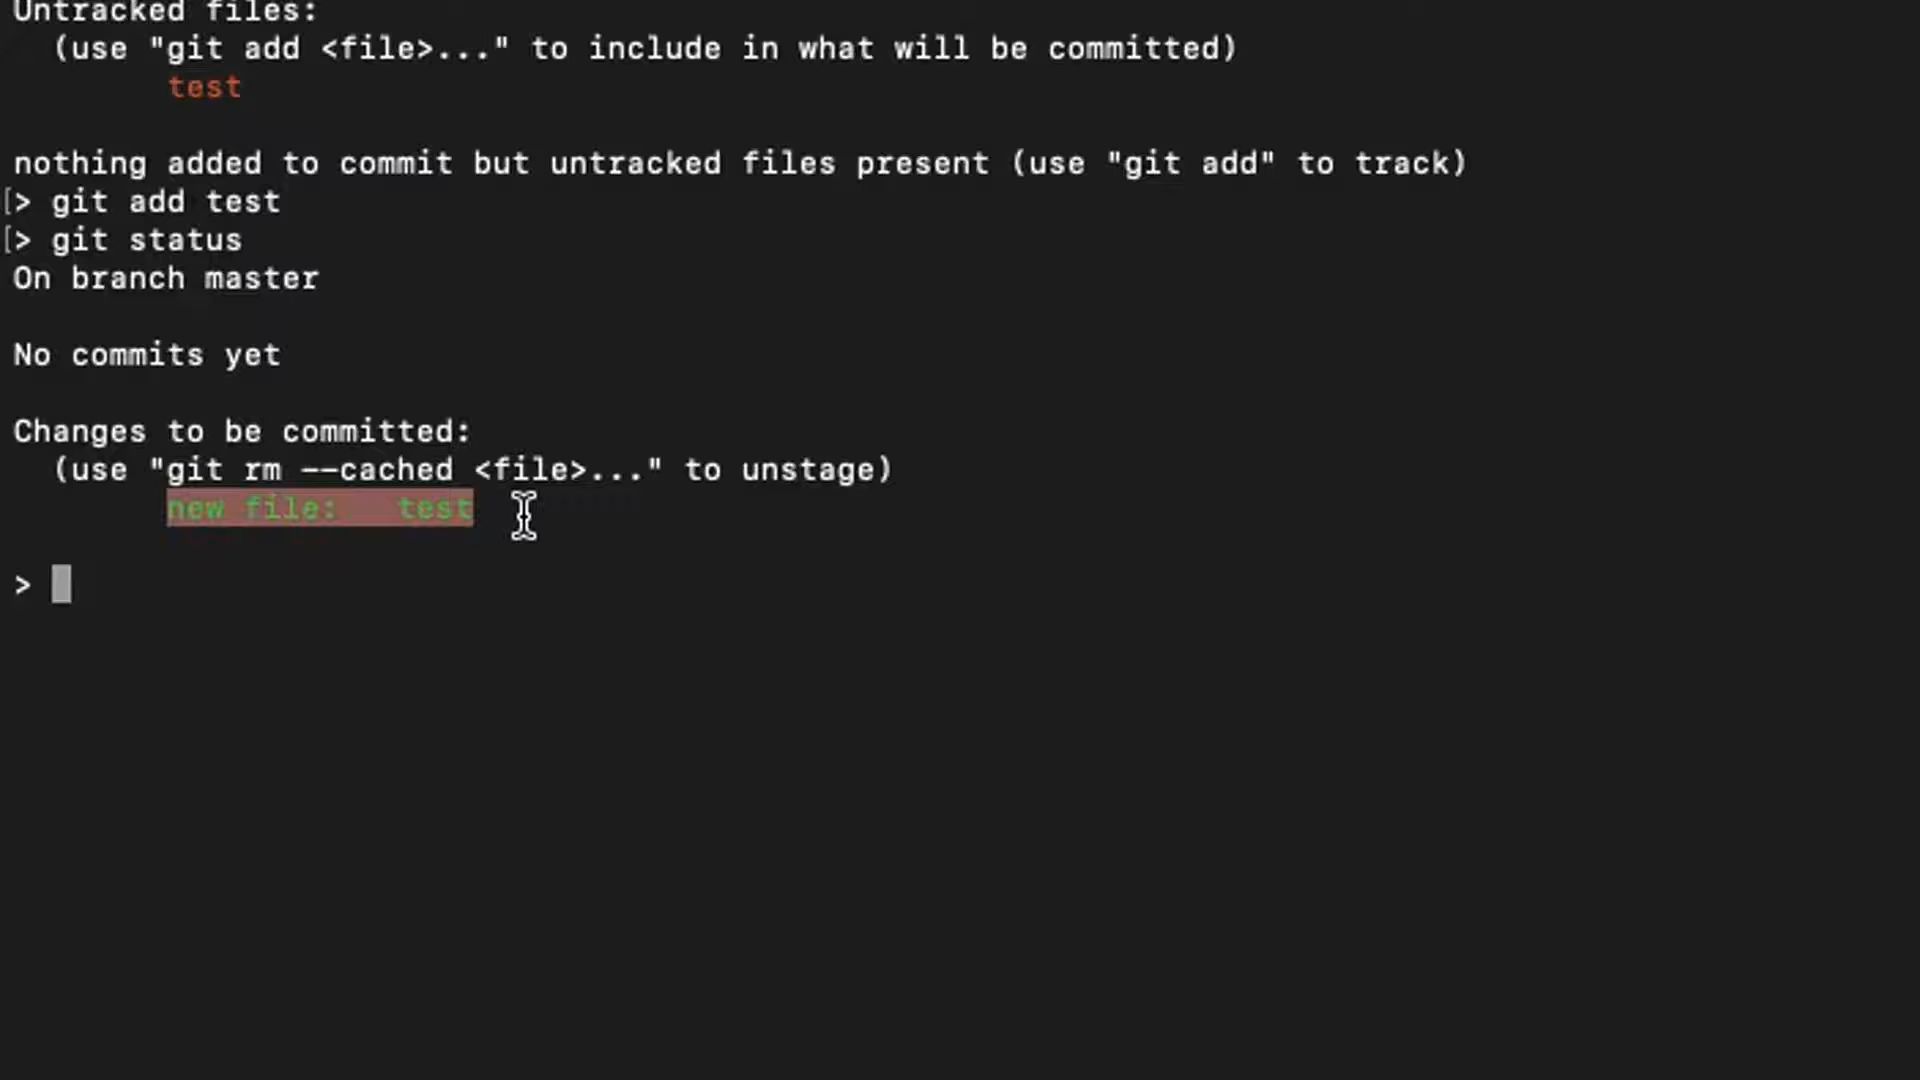 Untracked files:
  (use "git add <file>..." to include in what will be committed)
        test

nothing added to commit but untracked files present (use "git add" to track)
[> git add test
[> git status
On branch master

No commits yet

Changes to be committed:
  (use "git rm --cached <file>..." to unstage)
        new file:   test

>